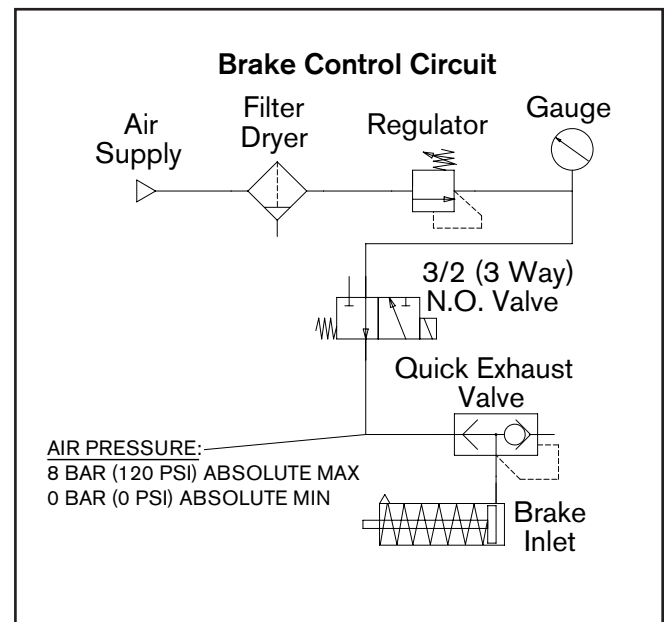 Brake Control Circuit
Air
Supply
Filter
Dryer
Regulator
Gauge
3/2 (3 Way)
N.O. Valve
Quick Exhaust
Valve
AIR PRESSURE:
8 BAR (120 PSI) ABSOLUTE MAX
0 BAR (0 PSI) ABSOLUTE MIN
Brake
Inlet